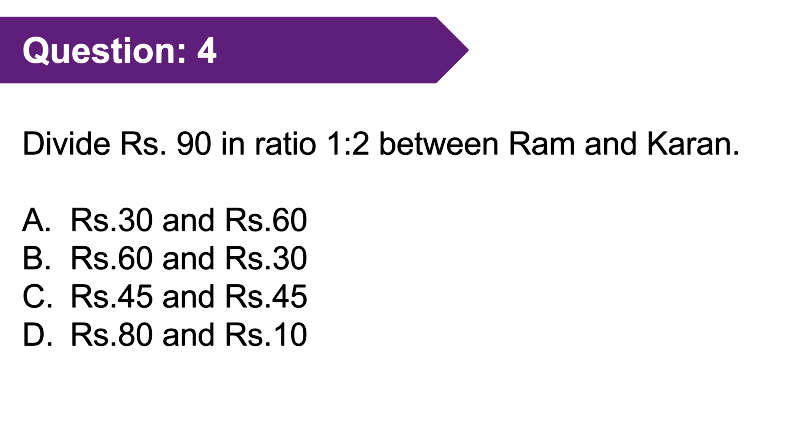 Question: 4
Divide Rs. 90 in ratio 1:2 between Ram and Karan.
A. Rs.30 and Rs.60
B. Rs.60 and Rs.30
C. Rs.45 and Rs.45
D. Rs.80 and Rs.10